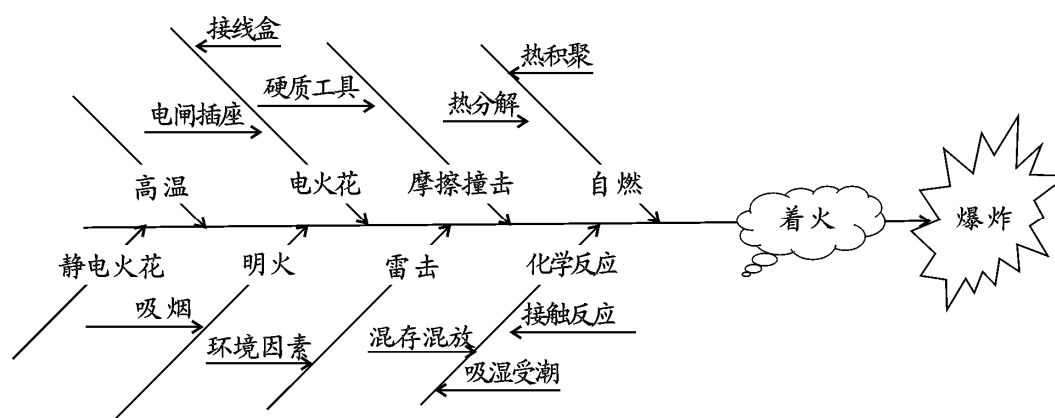 接线盒
热积聚
硬质工具
热分解
电闸插座
高温
电火花
摩擦撞击
自燃
着火
爆炸
静电火花
明火
雷击
化学反应
吸烟
接触反应
环境因素
混存混放
吸湿受潮